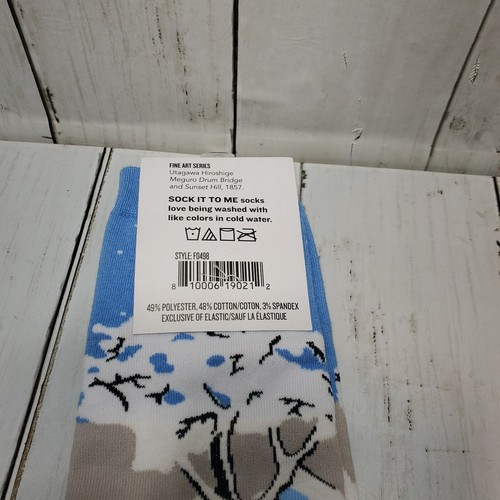 FINE ART SERIES
Utagawa Hiroshige
Meguro Drum Bridge
and Sunset Hill, 1857.
SOCK IT TO ME socks
love being washed with
like colors in cold water.
STYLE: F0498
8 10006 19021 2
49% POLYESTER, 48% COTTON/COTON, 3% SPANDEX
EXCLUSIVE OF ELASTIC/SAUF LA ÉLASTIQUE